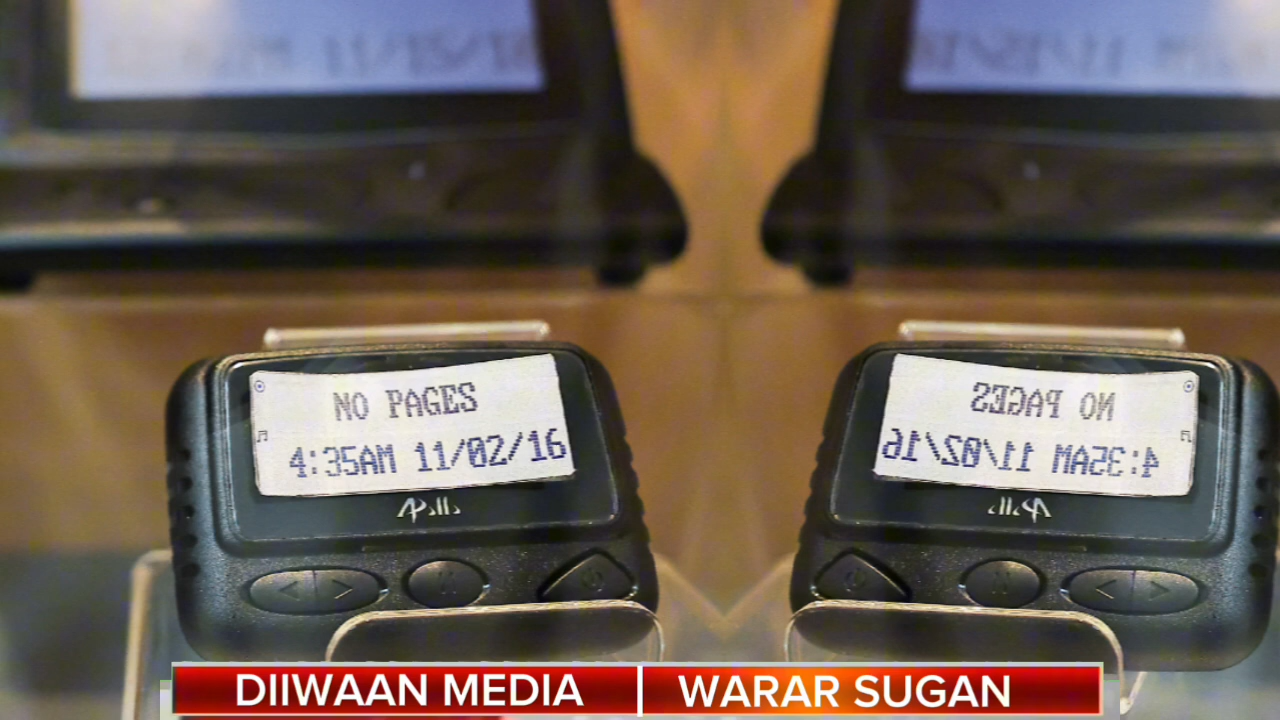 NO PAGES
4:35AM 11/02/16
NO PAGES
4:35AM 11/02/16
DIIWAAN MEDIA
WARAR SUGAN